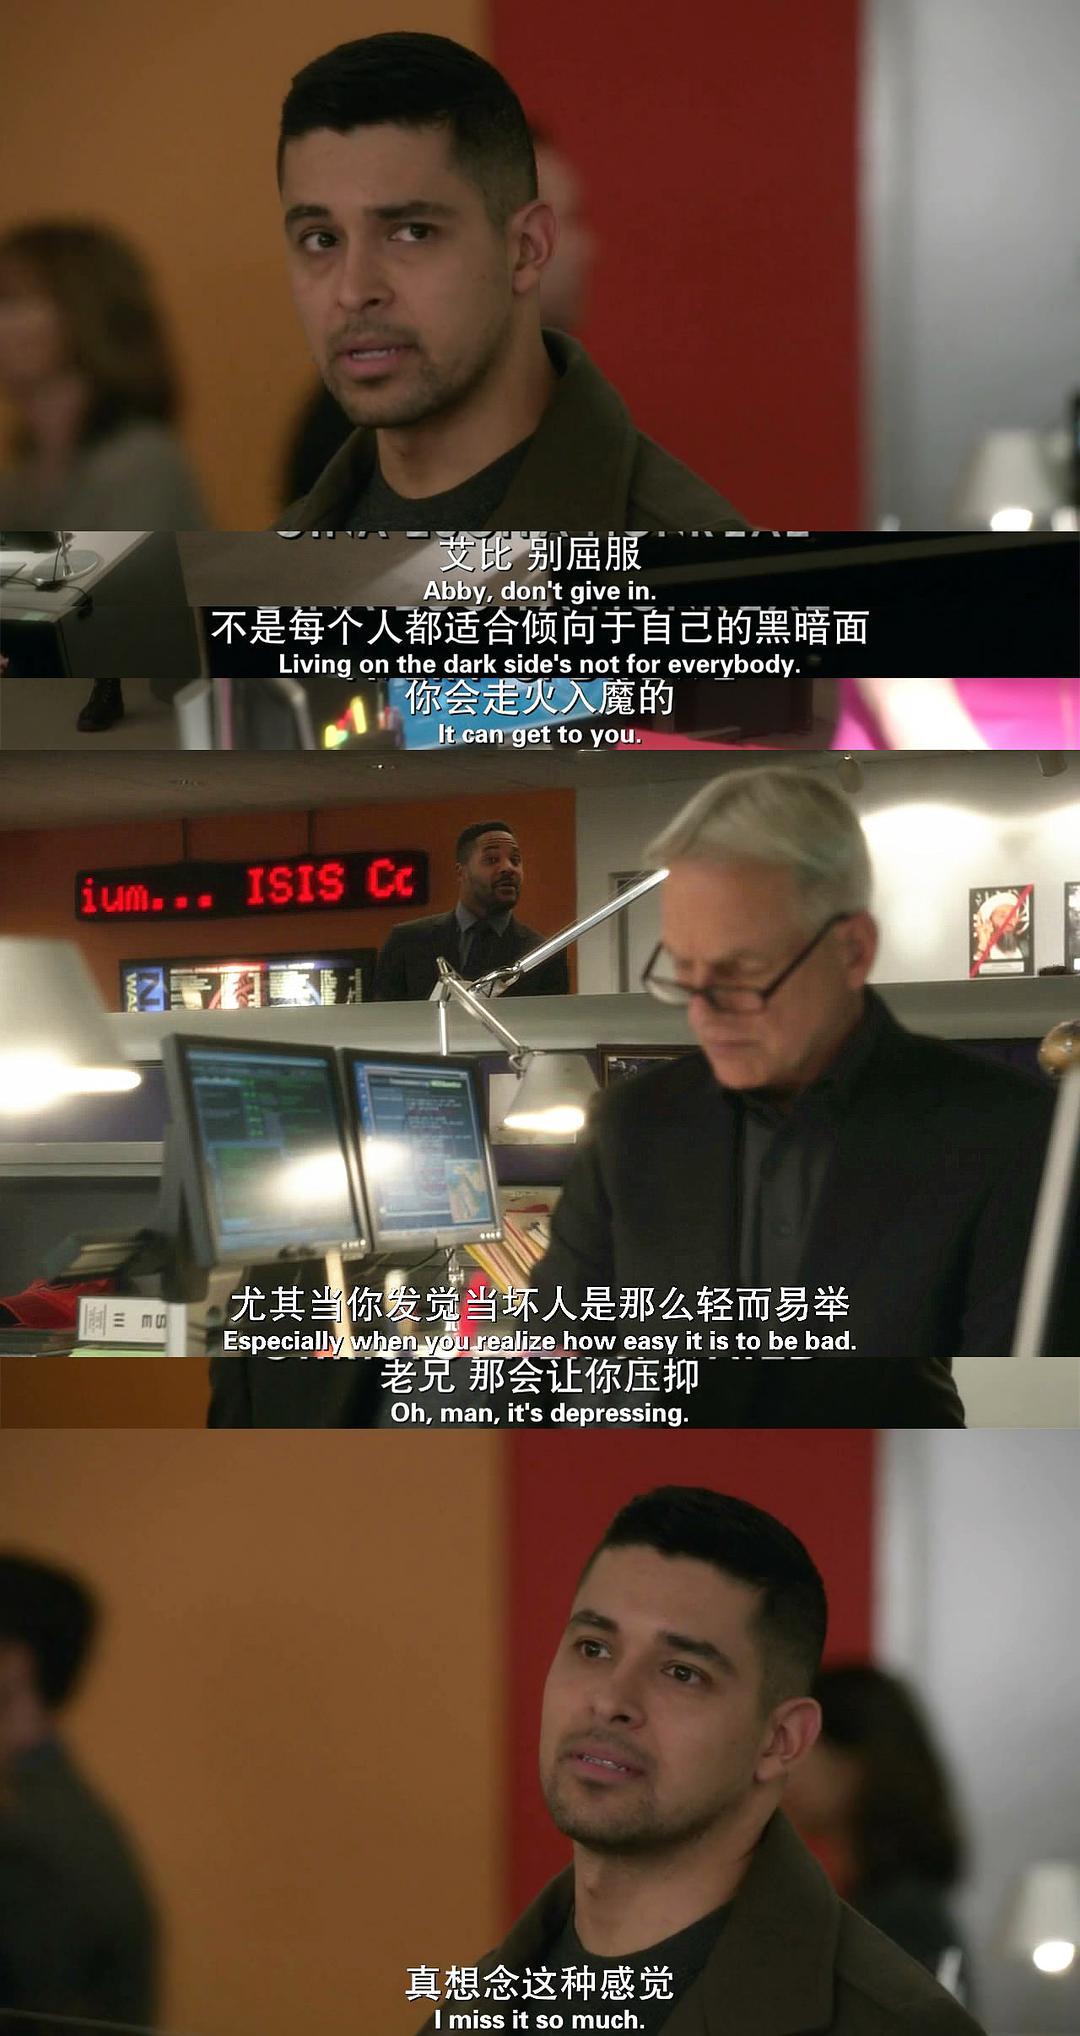 艾比 别屈服
Abby, don't give in.
不是每个人都适合倾向于自己的黑暗面
Living on the dark side's not for everybody.
你会走火入魔的
It can get to you.
ium... ISIS Co
尤其当你发觉当坏人是那么轻而易举
Especially when you realize how easy it is to be bad.
老兄 那会让你压抑
Oh, man, it's depressing.
真想念这种感觉
I miss it so much.